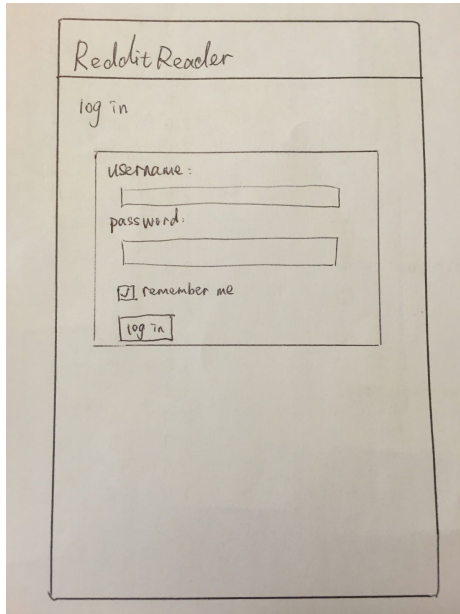 RedditReader
log in
username:
password:
remember me
log in